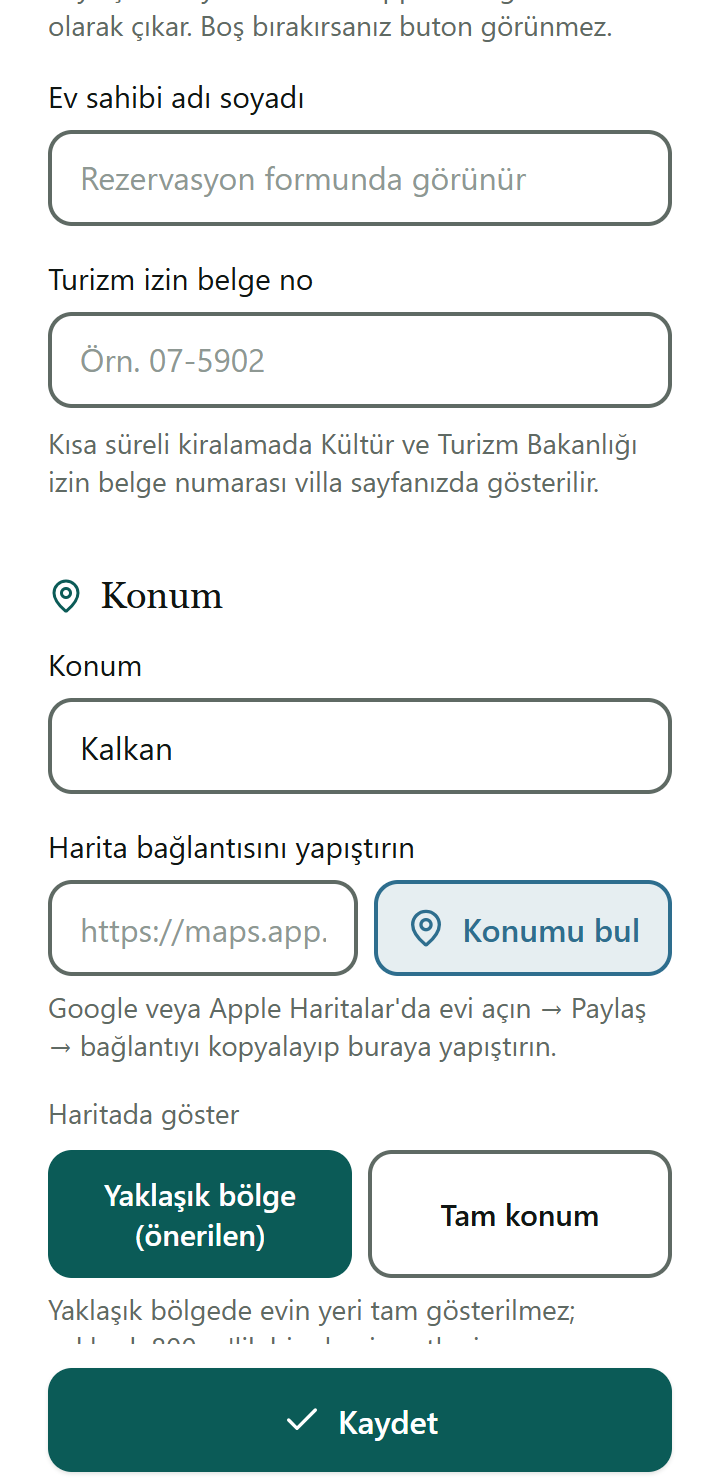 olarak çıkar. Boş bırakırsanız buton görünmez.
Ev sahibi adı soyadı
Rezervasyon formunda görünür
Turizm izin belge no
Örn. 07-5902
Kısa süreli kiralamada Kültür ve Turizm Bakanlığı
izin belge numarası villa sayfanızda gösterilir.
Konum
Konum
Kalkan
Harita bağlantısını yapıştırın
https://maps.app.
Konumu bul
Google veya Apple Haritalar'da evi açın → Paylaş
→ bağlantıyı kopyalayıp buraya yapıştırın.
Haritada göster
Yaklaşık bölge
(önerilen)
Tam konum
Yaklaşık bölgede evin yeri tam gösterilmez;
Kaydet